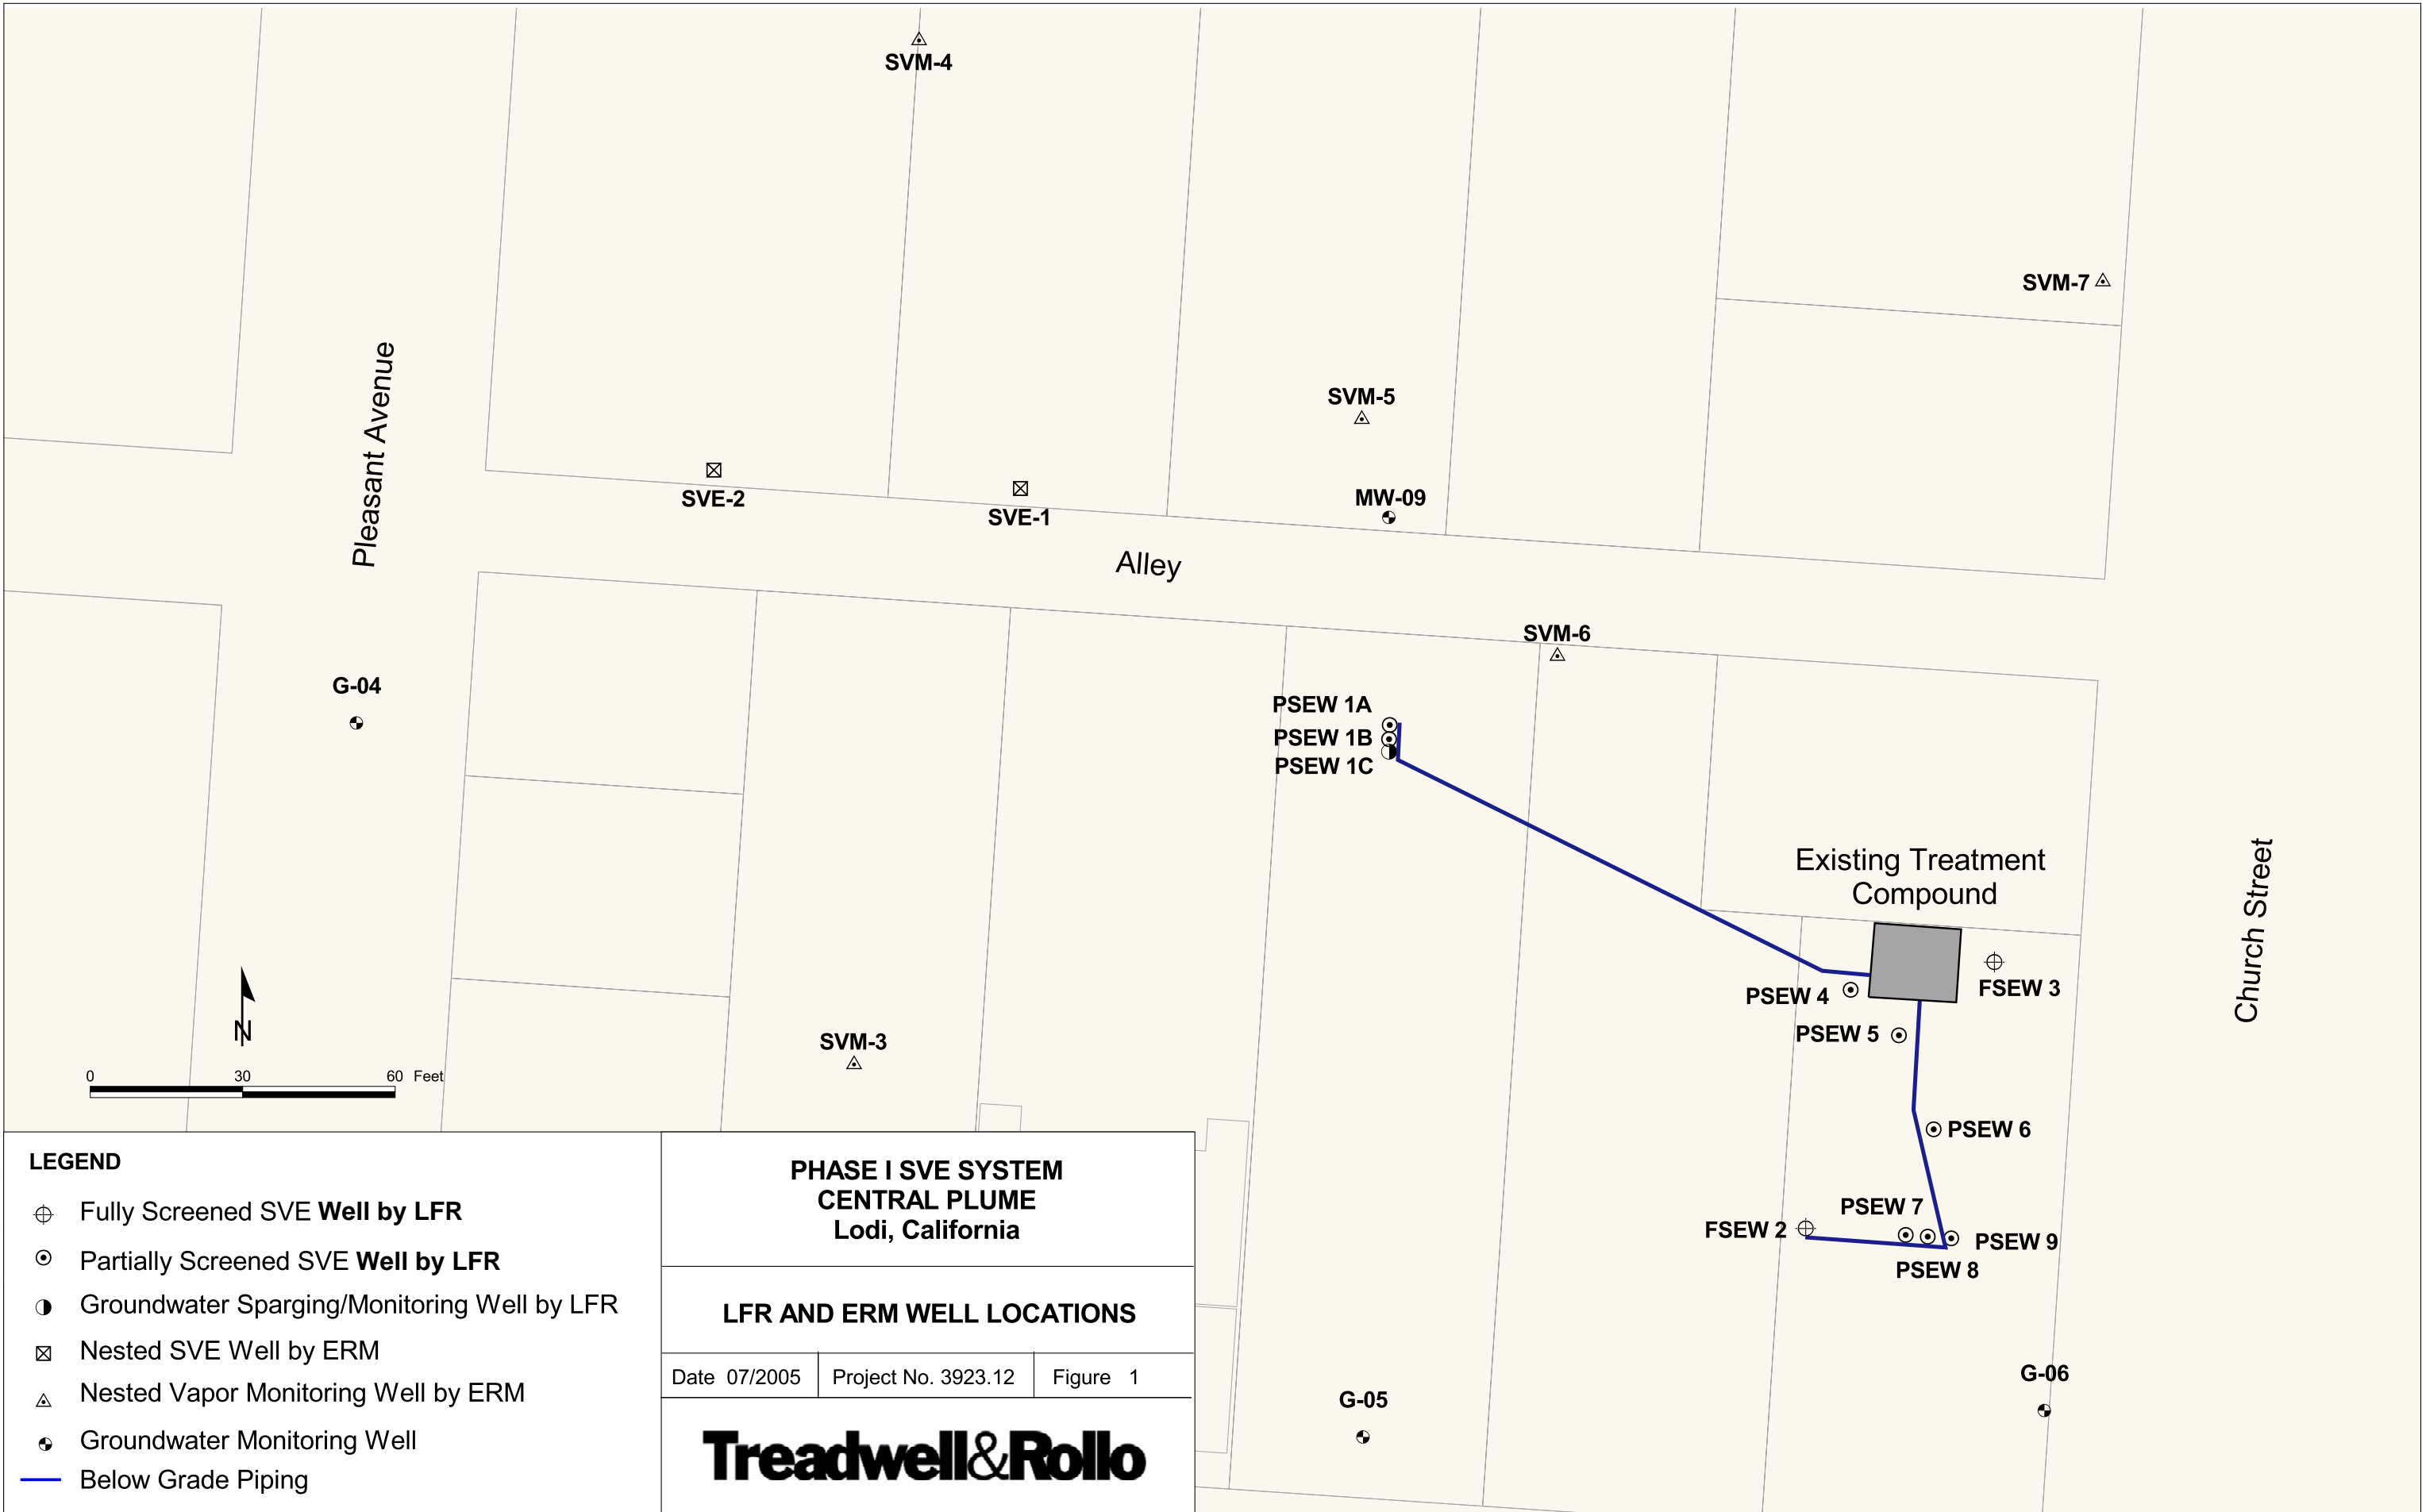 SVM-4
SVM-7
Pleasant Avenue
SVM-5
SVE-2
SVE-1
MW-09
Alley
SVM-6
G-04
PSEW 1A
PSEW 1B
PSEW 1C
Existing Treatment
Compound
Church Street
PSEW 4
FSEW 3
PSEW 5
N
SVM-3
0 30 60 Feet
PSEW 6
PSEW 7
FSEW 2
PSEW 9
PSEW 8
G-06
G-05
LEGEND
Fully Screened SVE Well by LFR
Partially Screened SVE Well by LFR
Groundwater Sparging/Monitoring Well by LFR
Nested SVE Well by ERM
Nested Vapor Monitoring Well by ERM
Groundwater Monitoring Well
Below Grade Piping
PHASE I SVE SYSTEM
CENTRAL PLUME
Lodi, California
LFR AND ERM WELL LOCATIONS
Date 07/2005 Project No. 3923.12 Figure 1
Treadwell&Rollo